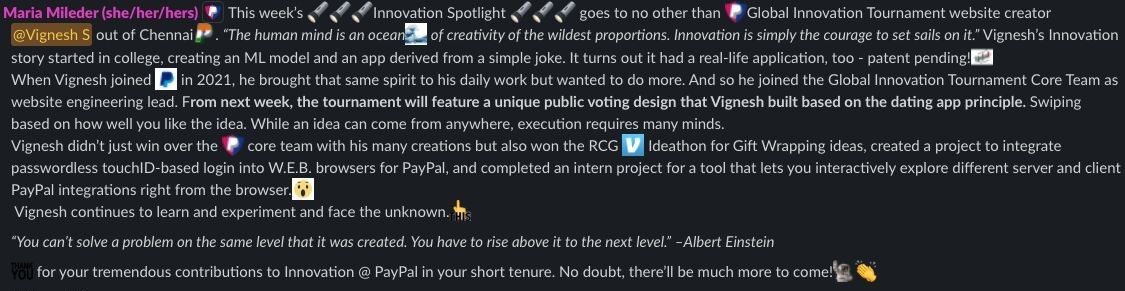 Maria Mileder (she/her/hers) This week's Innovation Spotlight goes to no other than Global Innovation Tournament website creator
@Vignesh S out of Chennai. "The human mind is an ocean of creativity of the wildest proportions. Innovation is simply the courage to set sails on it." Vignesh's Innovation
story started in college, creating an ML model and an app derived from a simple joke. It turns out it had a real-life application, too - patent pending!
When Vignesh joined in 2021, he brought that same spirit to his daily work but wanted to do more. And so he joined the Global Innovation Tournament Core Team as
website engineering lead. From next week, the tournament will feature a unique public voting design that Vignesh built based on the dating app principle. Swiping
based on how well you like the idea. While an idea can come from anywhere, execution requires many minds.
Vignesh didn't just win over the core team with his many creations but also won the RCG Ideathon for Gift Wrapping ideas, created a project to integrate
passwordless touchID-based login into W.E.B. browsers for PayPal, and completed an intern project for a tool that lets you interactively explore different server and client
PayPal integrations right from the browser.
Vignesh continues to learn and experiment and face the unknown. THIS
"You can't solve a problem on the same level that it was created. You have to rise above it to the next level." –Albert Einstein
THANK YOU for your tremendous contributions to Innovation @ PayPal in your short tenure. No doubt, there'll be much more to come!